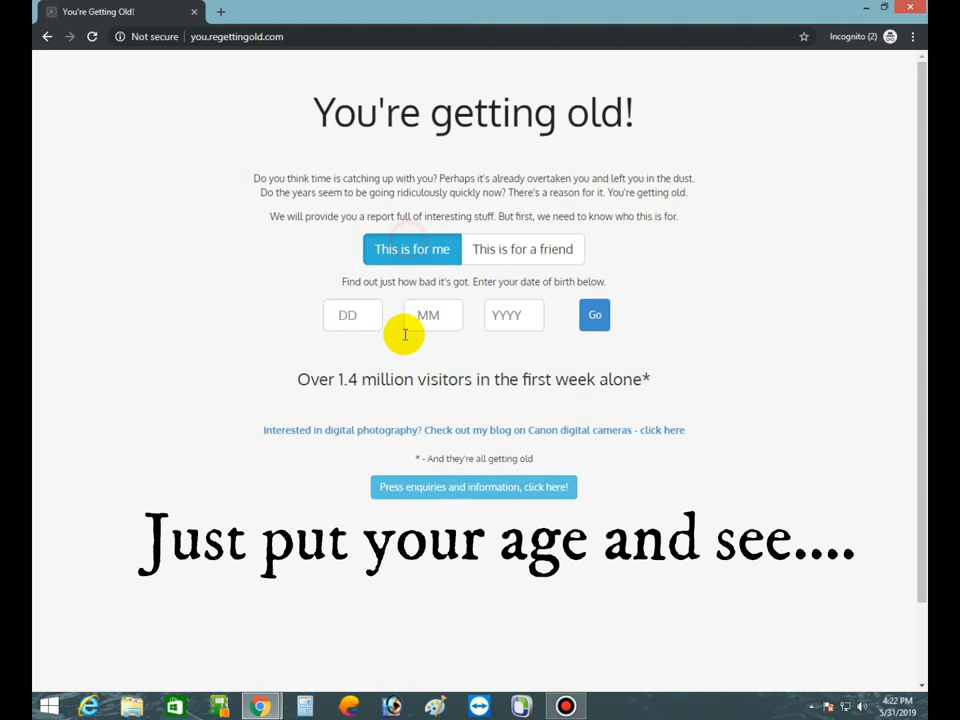 You're Getting Old!
Not secure
you.regettingold.com
Incognito (2)
You're getting old!
Do you think time is catching up with you? Perhaps it's already overtaken you and left you in the dust.
Do the years seem to be going ridiculously quickly now? There's a reason for it. You're getting old.
We will provide you a report full of interesting stuff. But first, we need to know who this is for.
This is for me
This is for a friend
Find out just how bad it's got. Enter your date of birth below.
DD
MM
YYYY
Go
Over 1.4 million visitors in the first week alone*
Interested in digital photography? Check out my blog on Canon digital cameras - click here
* - And they're all getting old
Press enquiries and information, click here!
Just put your age and see....
4:22 PM
5/31/2019